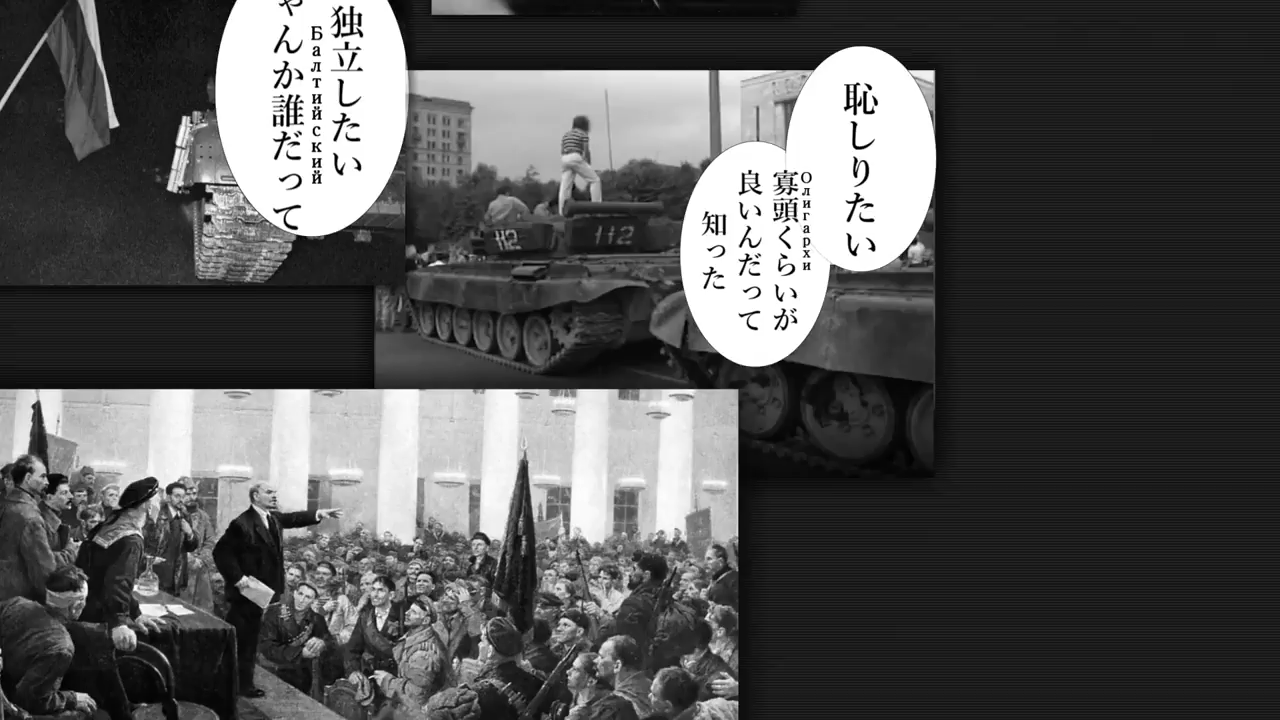 恥しりたい
寡頭くらいが
Олигархи
良いんだって
知った
独立したい
Балтийский
ゃんか誰だって
112
112